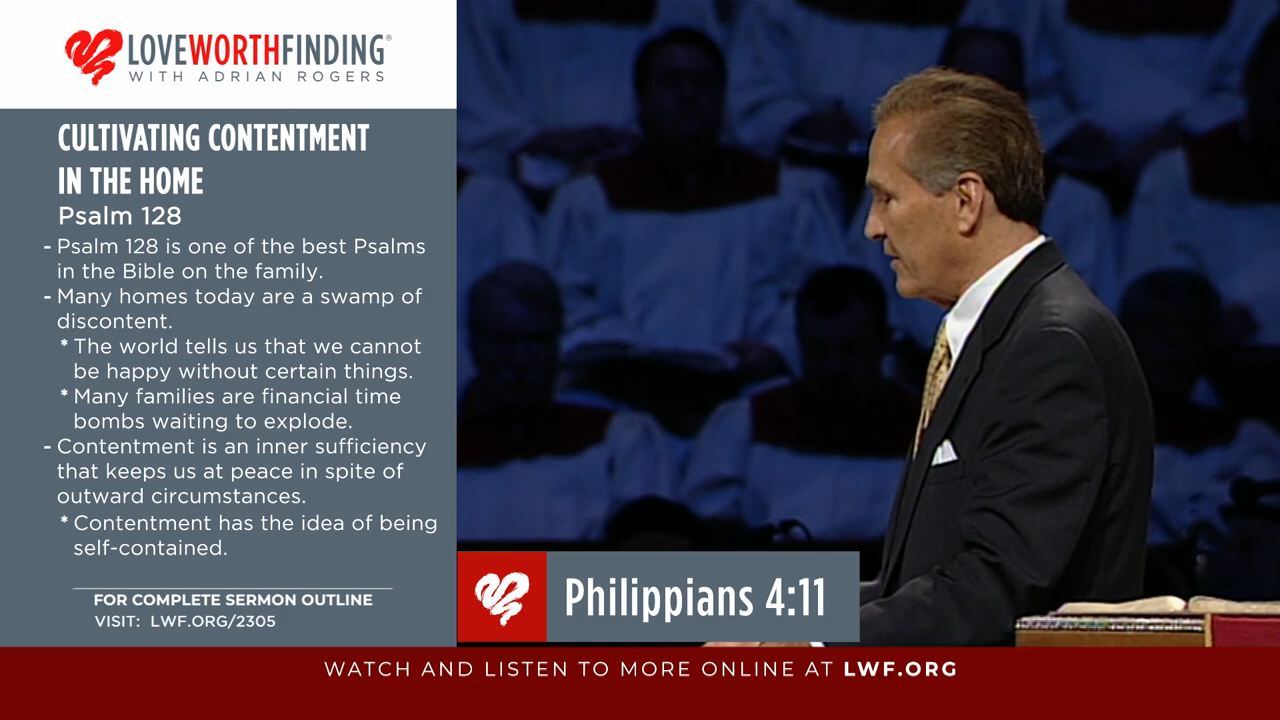 LOVEWORTHFINDING®
WITH ADRIAN ROGERS
CULTIVATING CONTENTMENT
IN THE HOME
Psalm 128
- Psalm 128 is one of the best Psalms
in the Bible on the family.
- Many homes today are a swamp of
discontent.
* The world tells us that we cannot
be happy without certain things.
* Many families are financial time
bombs waiting to explode.
- Contentment is an inner sufficiency
that keeps us at peace in spite of
outward circumstances.
* Contentment has the idea of being
self-contained.
FOR COMPLETE SERMON OUTLINE
VISIT: LWF.ORG/2305
Philippians 4:11
WATCH AND LISTEN TO MORE ONLINE AT LWF.ORG